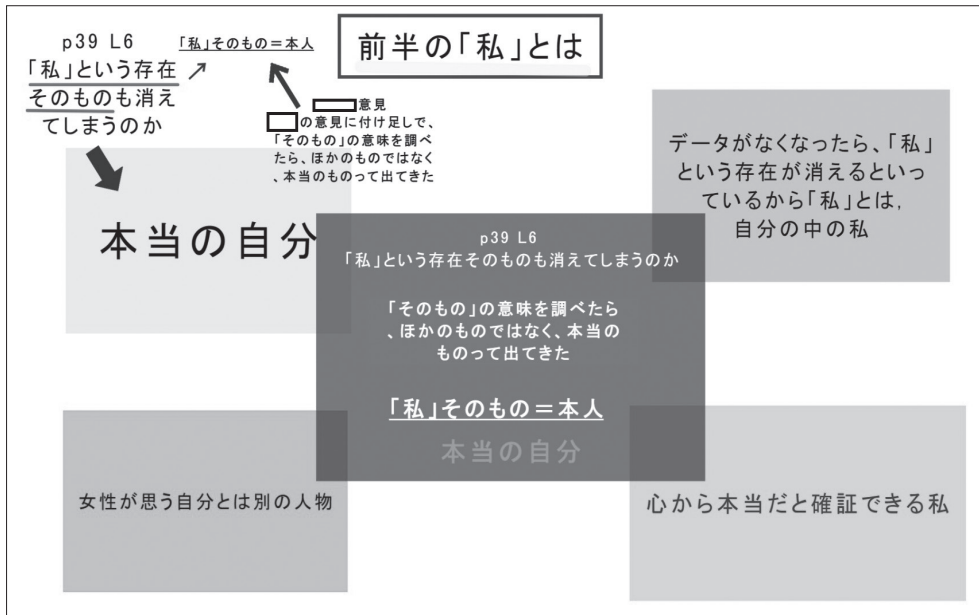 前半の「私」とは
p39 L6
「私」という存在
そのものも消え
てしまうのか
「私」そのもの＝本人
意見
の意見に付け足しで、
「そのもの」の意味を調べ
たら、ほかのものではなく
、本当のものって出てきた
本当の自分
データがなくなったら、「私」
という存在が消えるといっ
ているから「私」とは,
自分の中の私
p39 L6
「私」という存在そのものも消えてしまうのか
「そのもの」の意味を調べたら
、ほかのものではなく、本当の
ものって出てきた
「私」そのもの＝本人
本当の自分
女性が思う自分とは別の人物
心から本当だと確証できる私